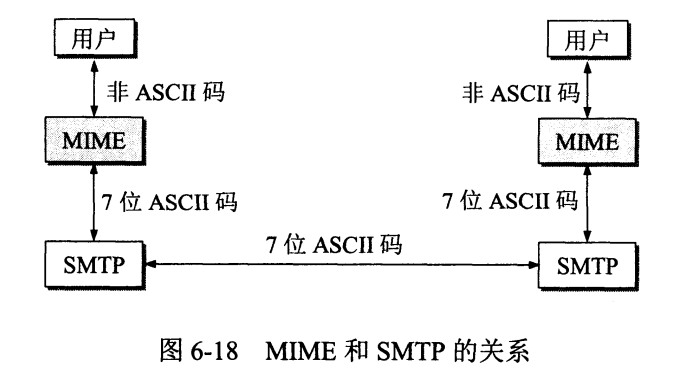 用户 用户
非 ASCII 码 非 ASCII 码
MIME MIME
7 位 ASCII 码 7 位 ASCII 码
7 位 ASCII 码
SMTP SMTP
图 6-18 MIME 和 SMTP 的关系